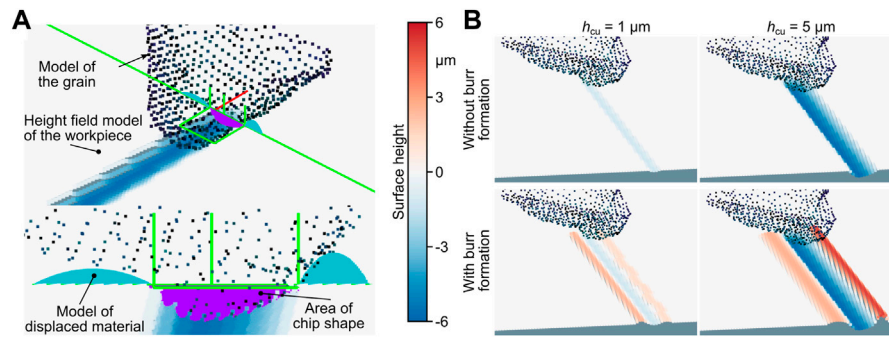 A
Model of
the grain
Height field model
of the workpiece
Model of
displaced material
Area of
chip shape
Surface height
6
µm
3
0
-3
-6
B
h_cu = 1 µm
h_cu = 5 µm
Without burr
formation
With burr
formation